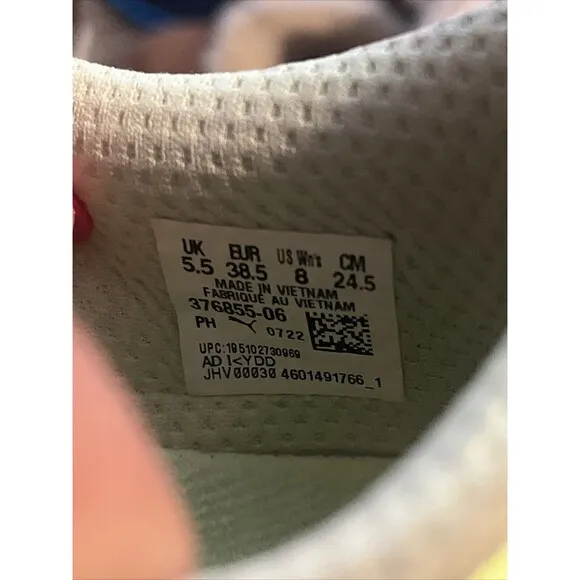 UK EUR US Wn's CM
5.5 38.5 8 24.5
MADE IN VIETNAM
FABRIQUÉ AU VIETNAM
376855-06
PH 0722
UPC:195102730969
ADI<YDD
JHV00030 4601491766_1